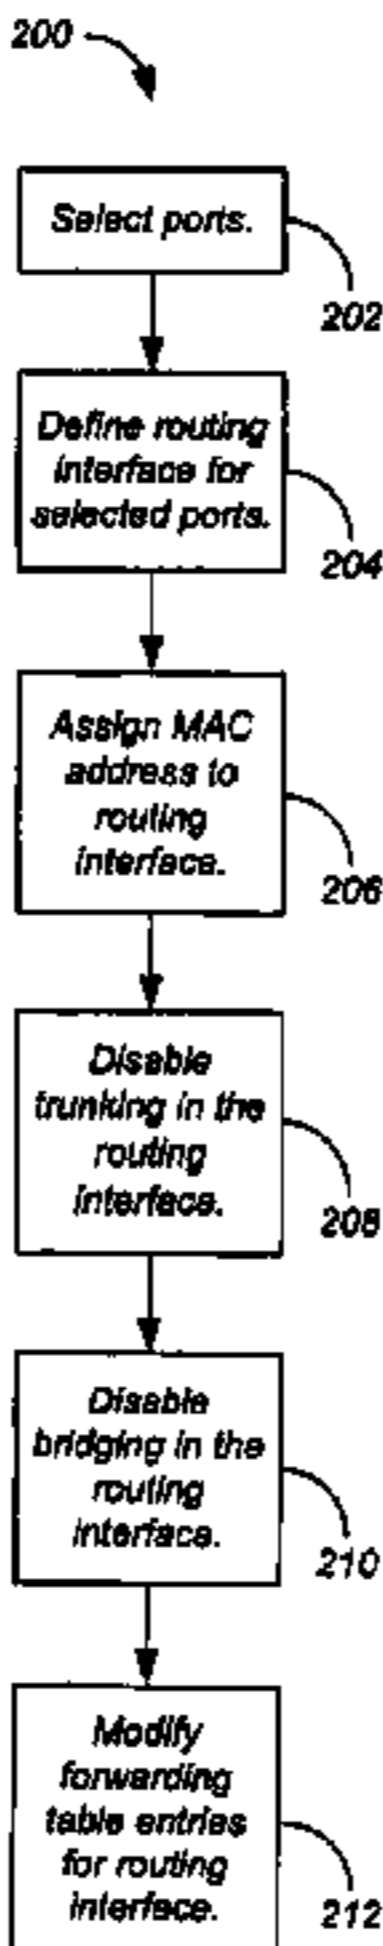 200
Select ports.
202
Define routing
interface for
selected ports.
204
Assign MAC
address to
routing
interface.
206
Disable
trunking in the
routing
interface.
208
Disable
bridging in the
routing
interface.
210
Modify
forwarding
table entries
for routing
interface.
212